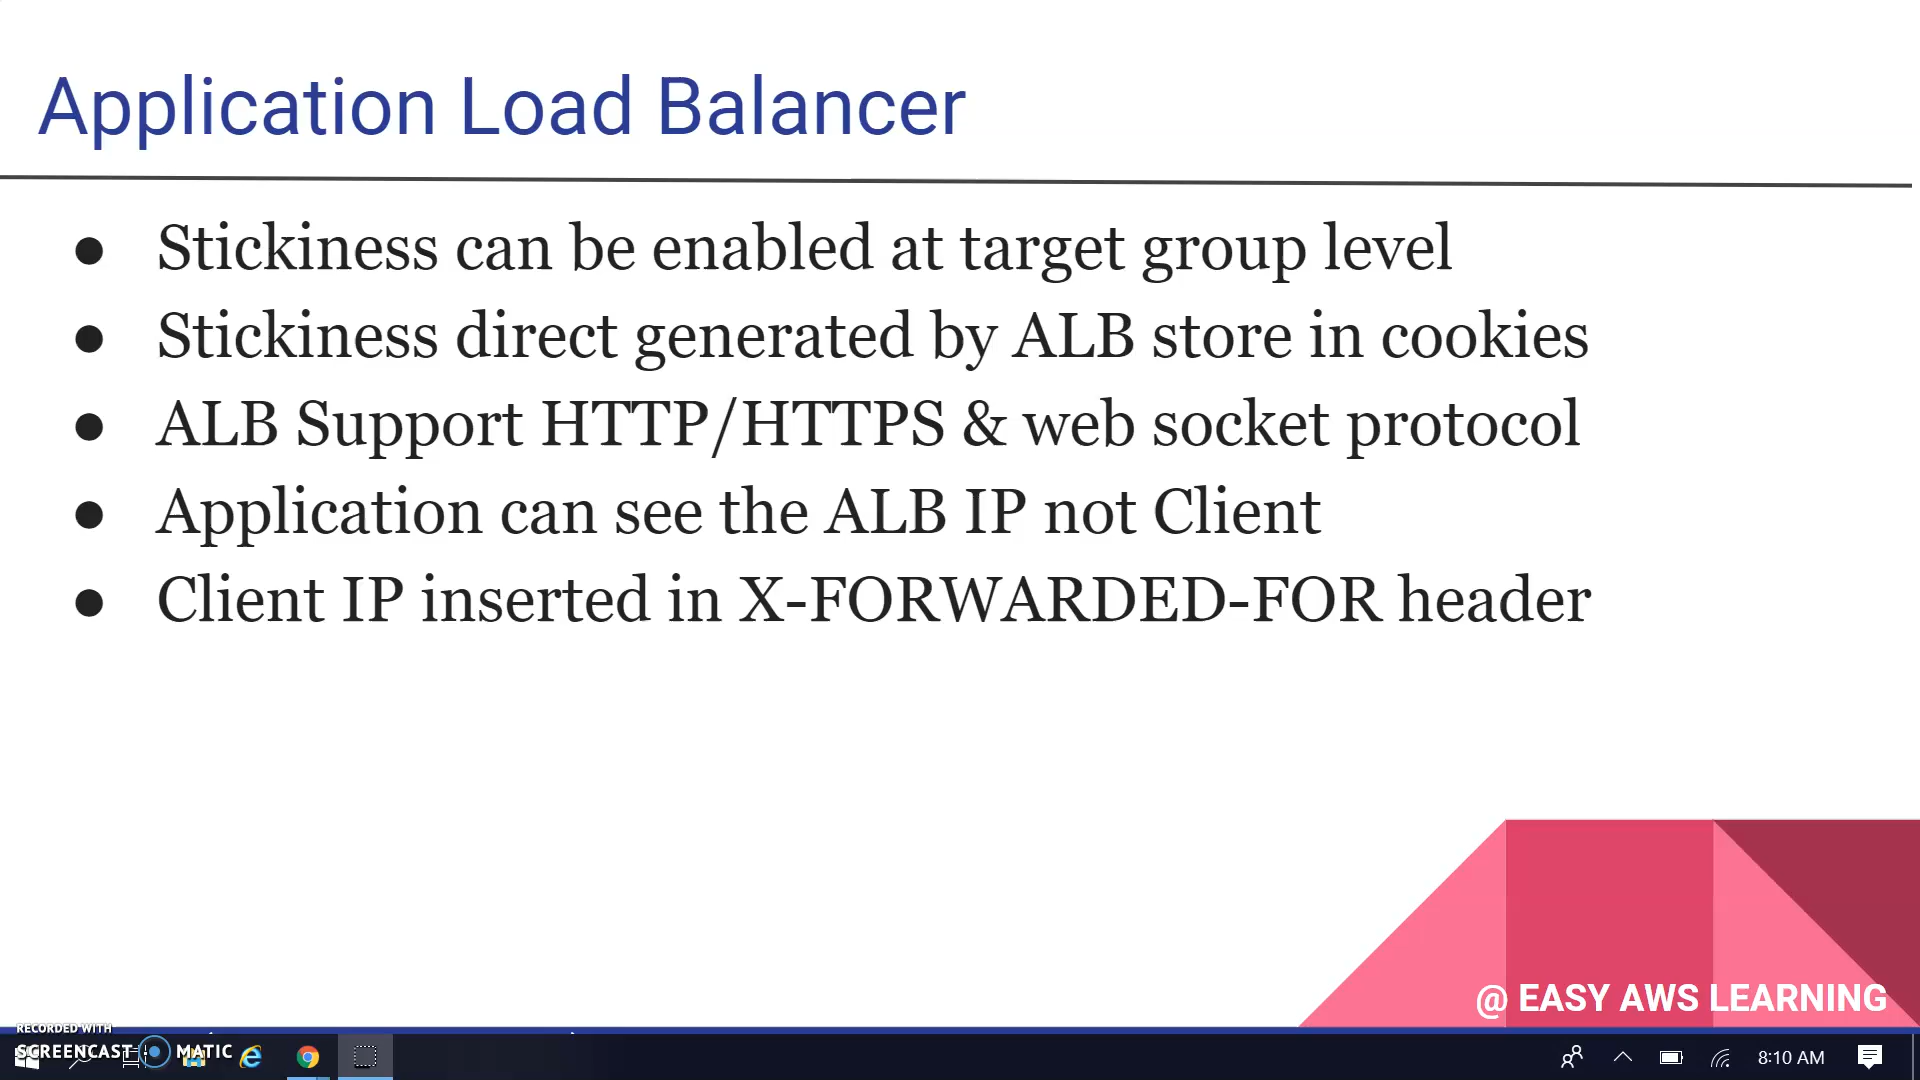 Application Load Balancer
● Stickiness can be enabled at target group level
● Stickiness direct generated by ALB store in cookies
● ALB Support HTTP/HTTPS & web socket protocol
● Application can see the ALB IP not Client
● Client IP inserted in X-FORWARDED-FOR header
@ EASY AWS LEARNING
RECORDED WITH
SCREENCAST MATIC
8:10 AM